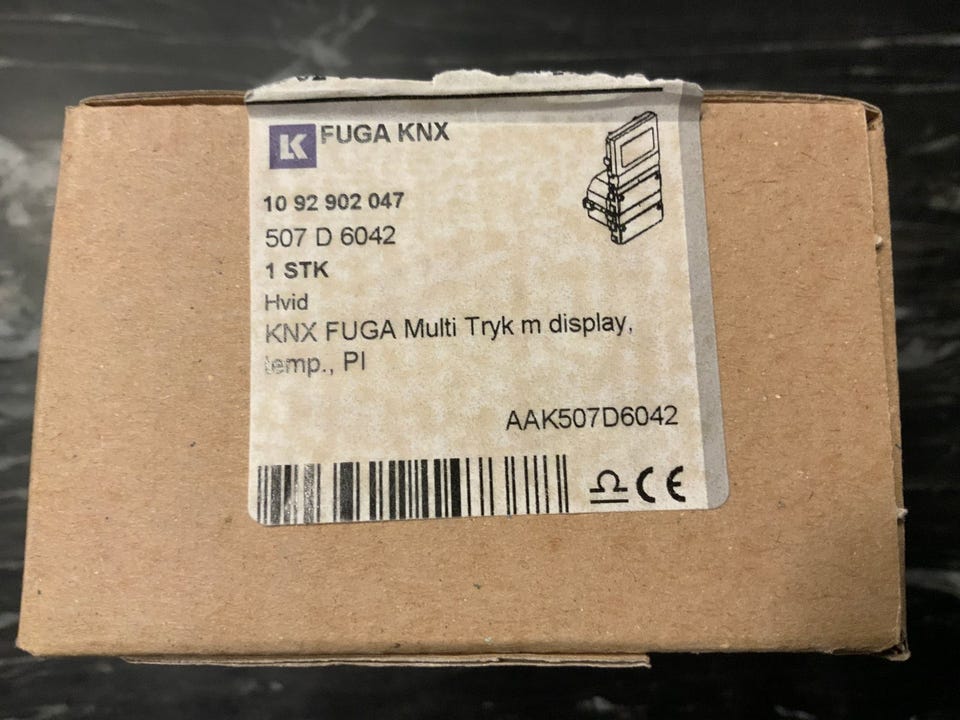 LK FUGA KNX
10 92 902 047
507 D 6042
1 STK
Hvid
KNX FUGA Multi Tryk m display,
temp., PI
AAK507D6042
CE